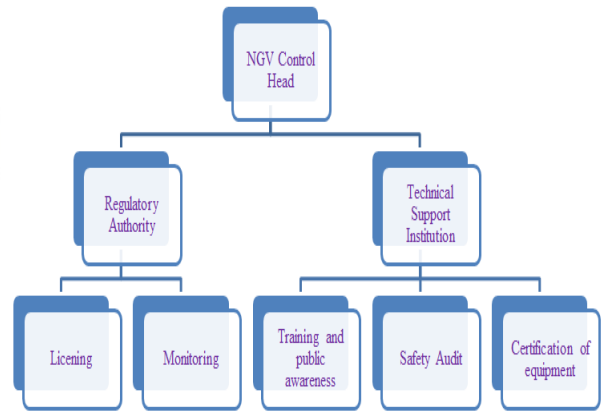 NGV Control
Head
Regulatory
Authority
Technical
Support
Institution
Licening
Monitoring
Training and
public
awareness
Safety Audit
Certification of
equipment